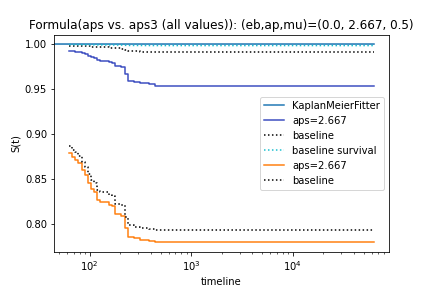 Formula(aps vs. aps3 (all values)): (eb,ap,mu)=(0.0, 2.667, 0.5)
1.00
0.95
0.90
0.85
0.80
S(t)
KaplanMeierFitter
aps=2.667
baseline
baseline survival
aps=2.667
baseline
10²
10³
10⁴
timeline